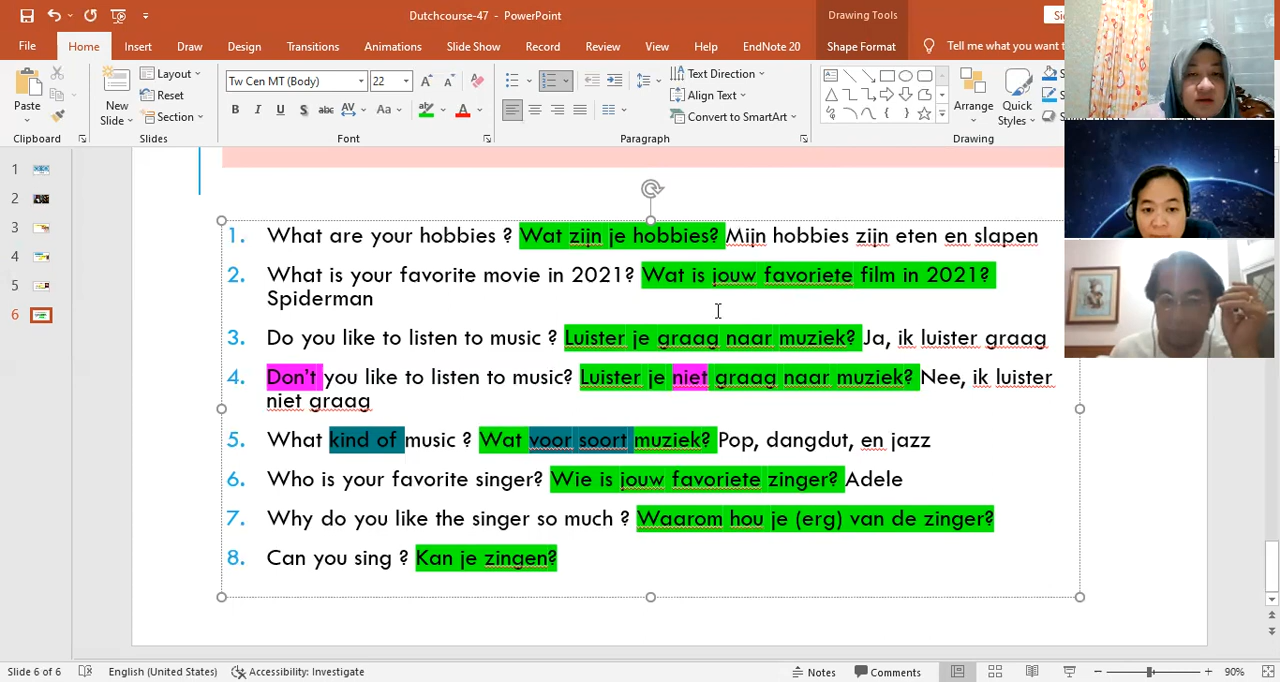 Dutchcourse-47 - PowerPoint
Drawing Tools
File Home Insert Draw Design Transitions Animations Slide Show Record Review View Help EndNote 20 Shape Format Tell me what you want
Paste
Clipboard
New Slide
Layout
Reset
Section
Slides
Tw Cen MT (Body) 22
B I U S abc AV Aa A
Font
Text Direction
Align Text
Convert to SmartArt
Paragraph
Arrange
Quick Styles
Drawing
1
2
3
4
5
6
1. What are your hobbies ? Wat zijn je hobbies? Mijn hobbies zijn eten en slapen
2. What is your favorite movie in 2021? Wat is jouw favoriete film in 2021?
Spiderman
3. Do you like to listen to music ? Luister je graag naar muziek? Ja, ik luister graag
4. Don't you like to listen to music? Luister je niet graag naar muziek? Nee, ik luister
niet graag
5. What kind of music ? Wat voor soort muziek? Pop, dangdut, en jazz
6. Who is your favorite singer? Wie is jouw favoriete zinger? Adele
7. Why do you like the singer so much ? Waarom hou je (erg) van de zinger?
8. Can you sing ? Kan je zingen?
Slide 6 of 6 English (United States) Accessibility: Investigate Notes Comments 90%